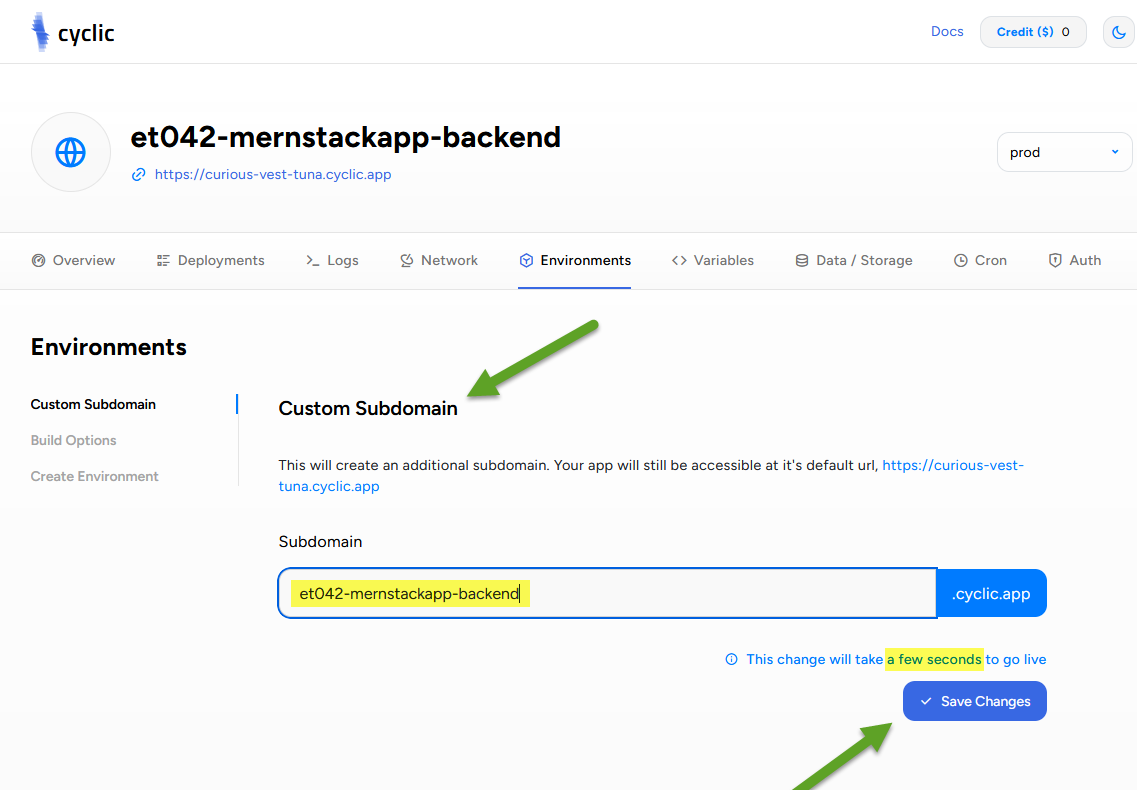 cyclic
Docs
Credit ($) 0
et042-mernstackapp-backend
https://curious-vest-tuna.cyclic.app
prod
Overview
Deployments
Logs
Network
Environments
Variables
Data / Storage
Cron
Auth
Environments
Custom Subdomain
Build Options
Create Environment
Custom Subdomain
This will create an additional subdomain. Your app will still be accessible at it's default url, https://curious-vest-
tuna.cyclic.app
Subdomain
et042-mernstackapp-backend
.cyclic.app
This change will take a few seconds to go live
Save Changes